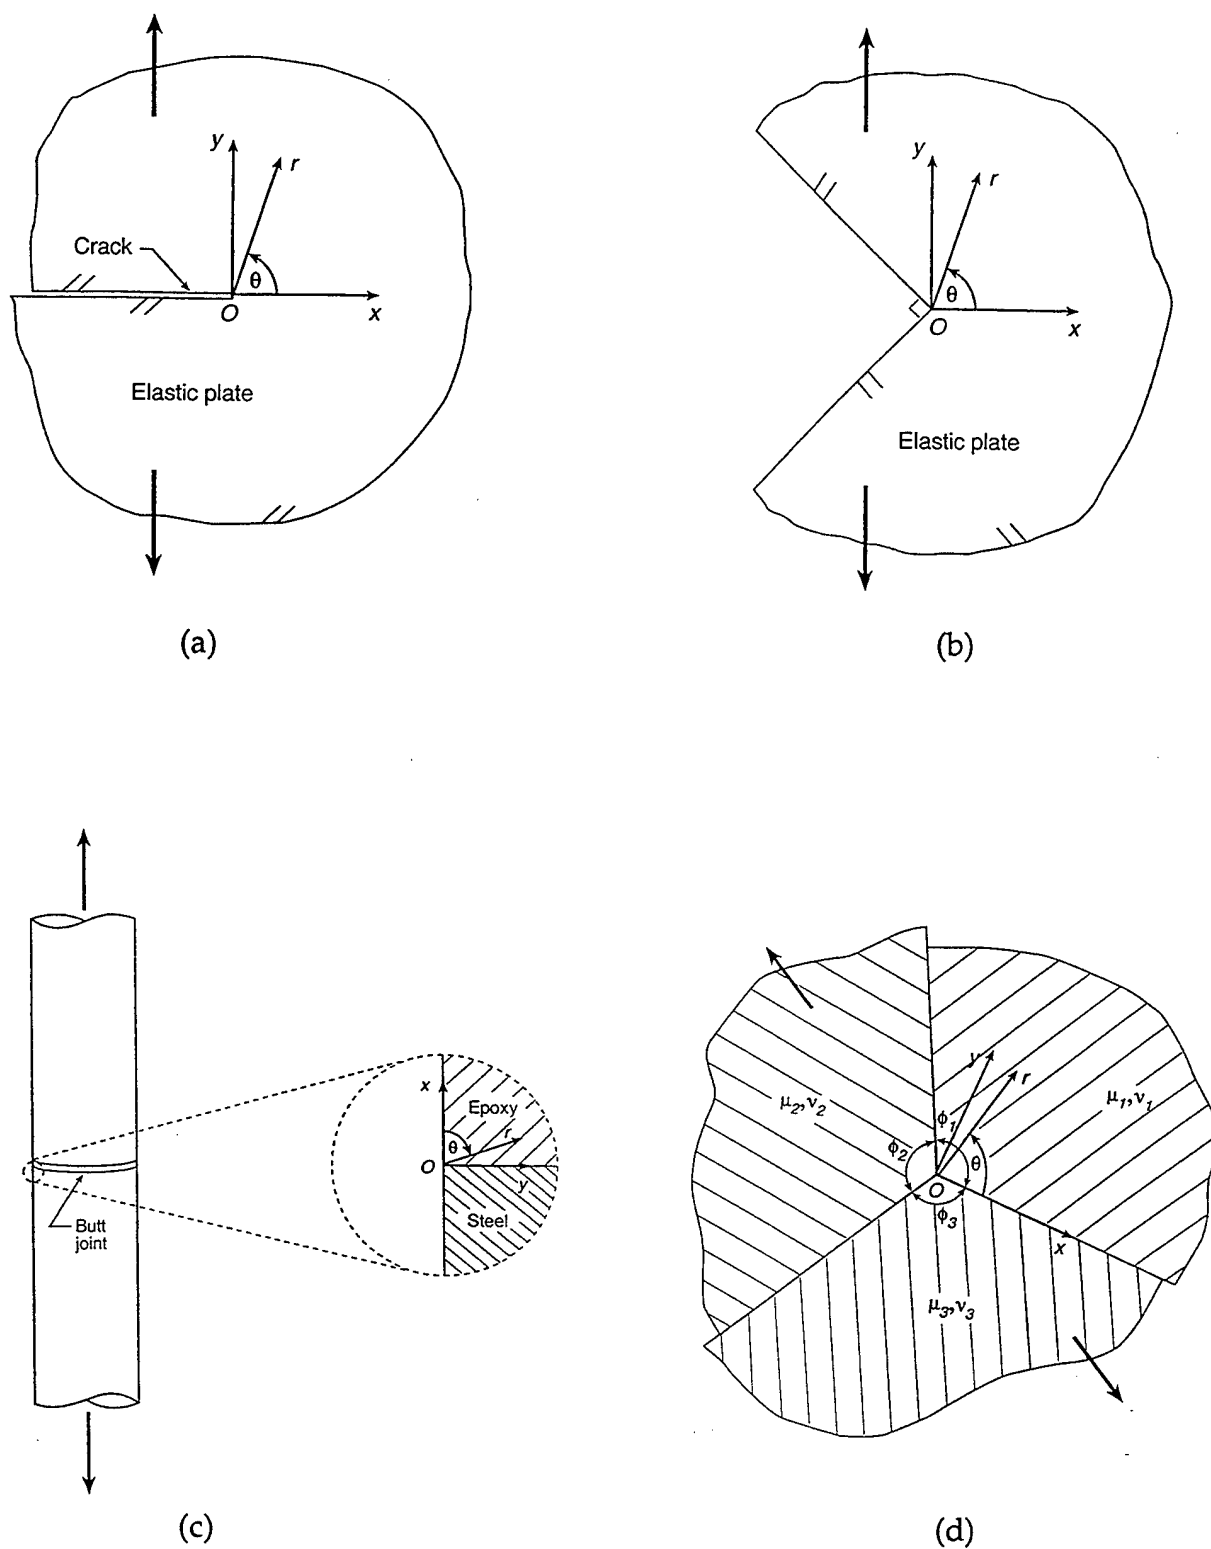 y
r
Crack
θ
O
x
Elastic plate
(a)
y
r
θ
O
x
Elastic plate
(b)
x
Epoxy
θ
r
O
y
Steel
Butt
joint
(c)
y
r
μ₂,ν₂
μ₁,ν₁
ϕ₁
ϕ₂
θ
O
ϕ₃
x
μ₃,ν₃
(d)